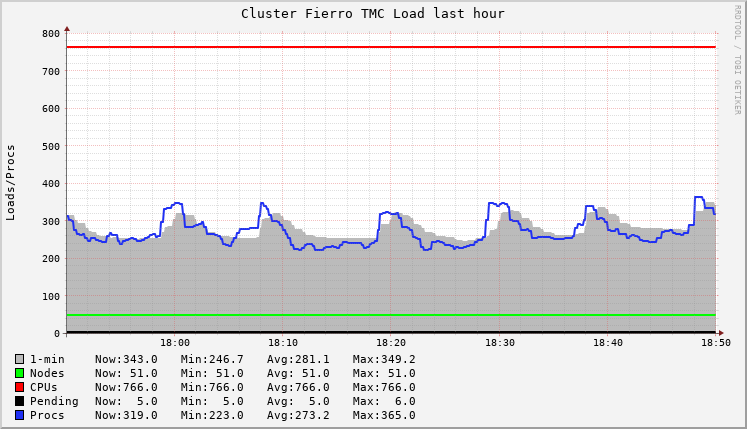 Cluster Fierro TMC Load last hour
RRDTOOL / TOBI OETIKER
Loads/Procs
800
700
600
500
400
300
200
100
0
18:00 18:10 18:20 18:30 18:40 18:50
1-min Now:343.0 Min:246.7 Avg:281.1 Max:349.2
Nodes Now: 51.0 Min: 51.0 Avg: 51.0 Max: 51.0
CPUs Now:766.0 Min:766.0 Avg:766.0 Max:766.0
Pending Now: 5.0 Min: 5.0 Avg: 5.0 Max: 6.0
Procs Now:319.0 Min:223.0 Avg:273.2 Max:365.0